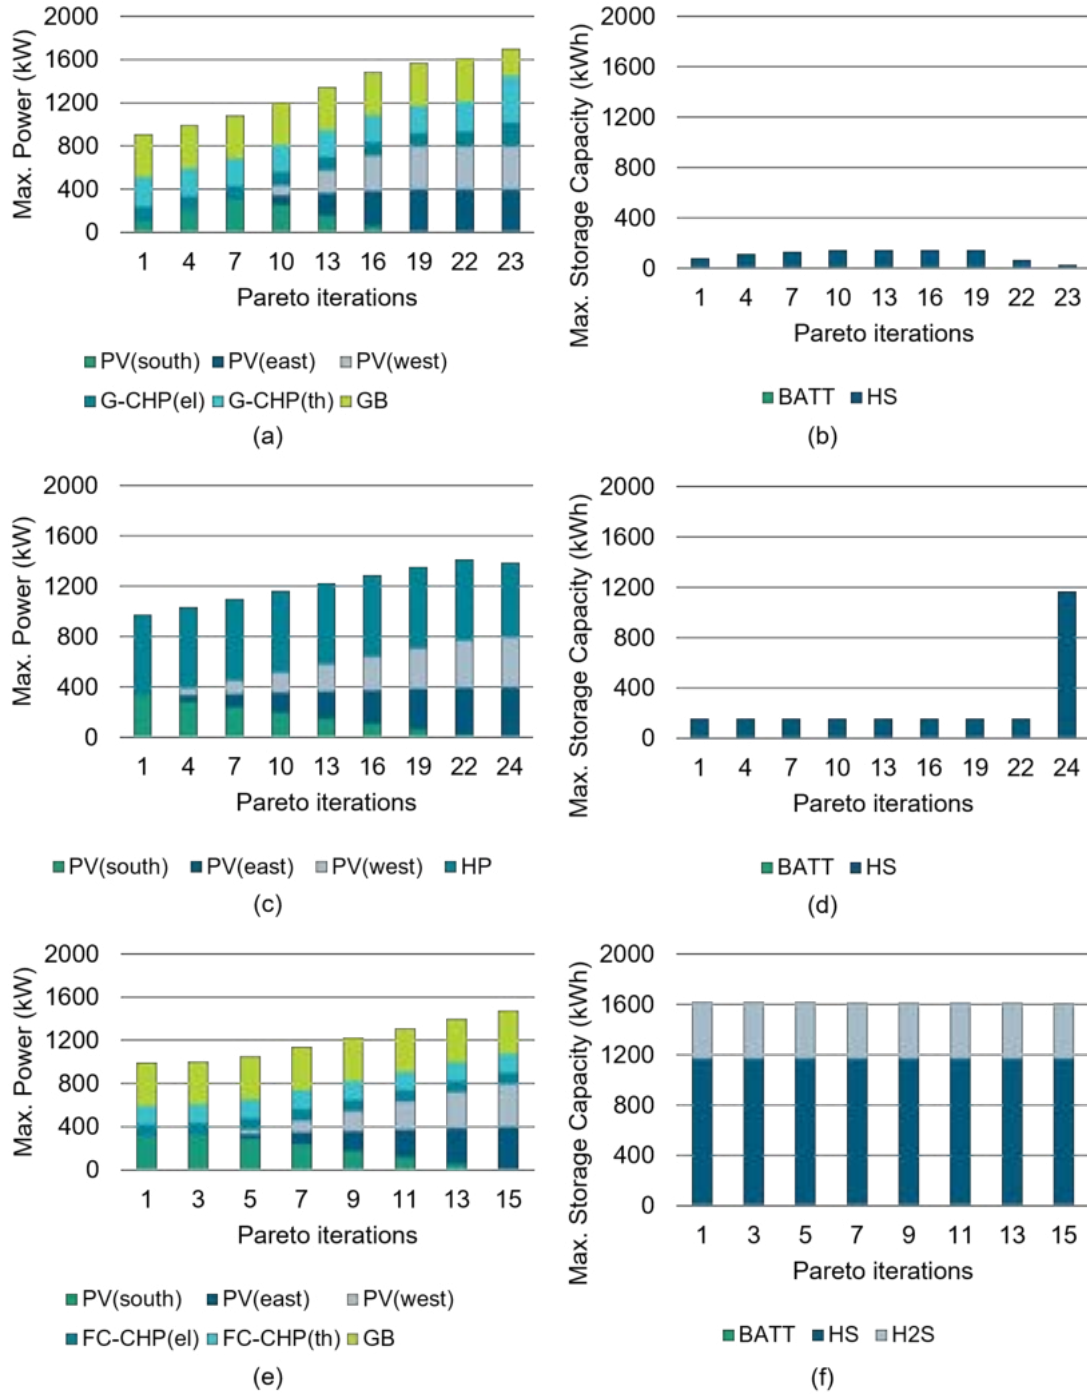 Max. Power (kW)
2000
1600
1200
800
400
0
1 4 7 10 13 16 19 22 23
Pareto iterations
PV(south) PV(east) PV(west)
G-CHP(el) G-CHP(th) GB
(a)
Max. Storage Capacity (kWh)
2000
1600
1200
800
400
0
1 4 7 10 13 16 19 22 23
Pareto iterations
BATT HS
(b)
Max. Power (kW)
2000
1600
1200
800
400
0
1 4 7 10 13 16 19 22 24
Pareto iterations
PV(south) PV(east) PV(west) HP
(c)
Max. Storage Capacity (kWh)
2000
1600
1200
800
400
0
1 4 7 10 13 16 19 22 24
Pareto iterations
BATT HS
(d)
Max. Power (kW)
2000
1600
1200
800
400
0
1 3 5 7 9 11 13 15
Pareto iterations
PV(south) PV(east) PV(west)
FC-CHP(el) FC-CHP(th) GB
(e)
Max. Storage Capacity (kWh)
2000
1600
1200
800
400
0
1 3 5 7 9 11 13 15
Pareto iterations
BATT HS H2S
(f)